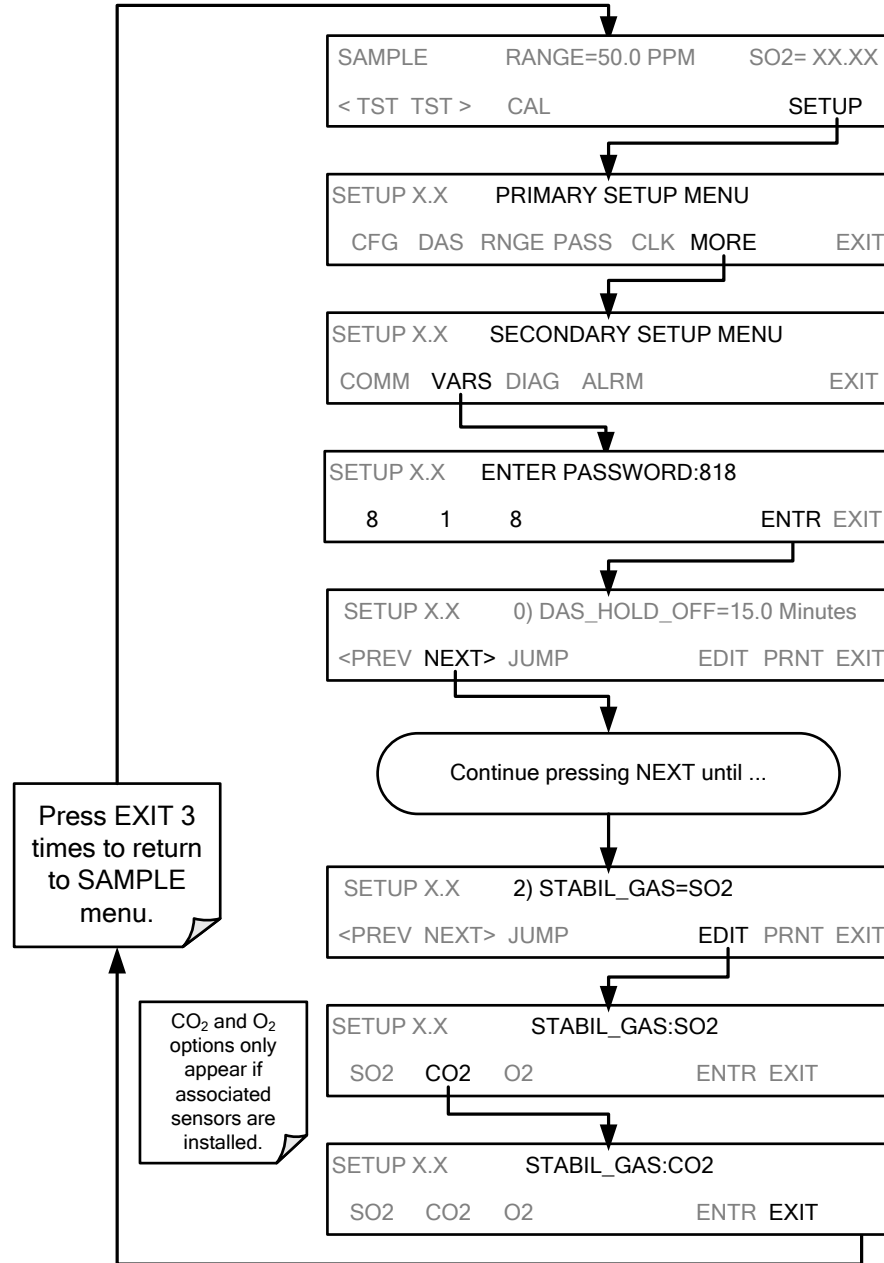 SAMPLE RANGE=50.0 PPM SO2= XX.XX
< TST TST > CAL SETUP
SETUP X.X PRIMARY SETUP MENU
CFG DAS RNGE PASS CLK MORE EXIT
SETUP X.X SECONDARY SETUP MENU
COMM VARS DIAG ALRM EXIT
SETUP X.X ENTER PASSWORD:818
8 1 8 ENTR EXIT
SETUP X.X 0) DAS_HOLD_OFF=15.0 Minutes
<PREV NEXT> JUMP EDIT PRNT EXIT
Continue pressing NEXT until ...
Press EXIT 3
times to return
to SAMPLE
menu.
SETUP X.X 2) STABIL_GAS=SO2
<PREV NEXT> JUMP EDIT PRNT EXIT
CO₂ and O₂
options only
appear if
associated
sensors are
installed.
SETUP X.X STABIL_GAS:SO2
SO2 CO2 O2 ENTR EXIT
SETUP X.X STABIL_GAS:CO2
SO2 CO2 O2 ENTR EXIT